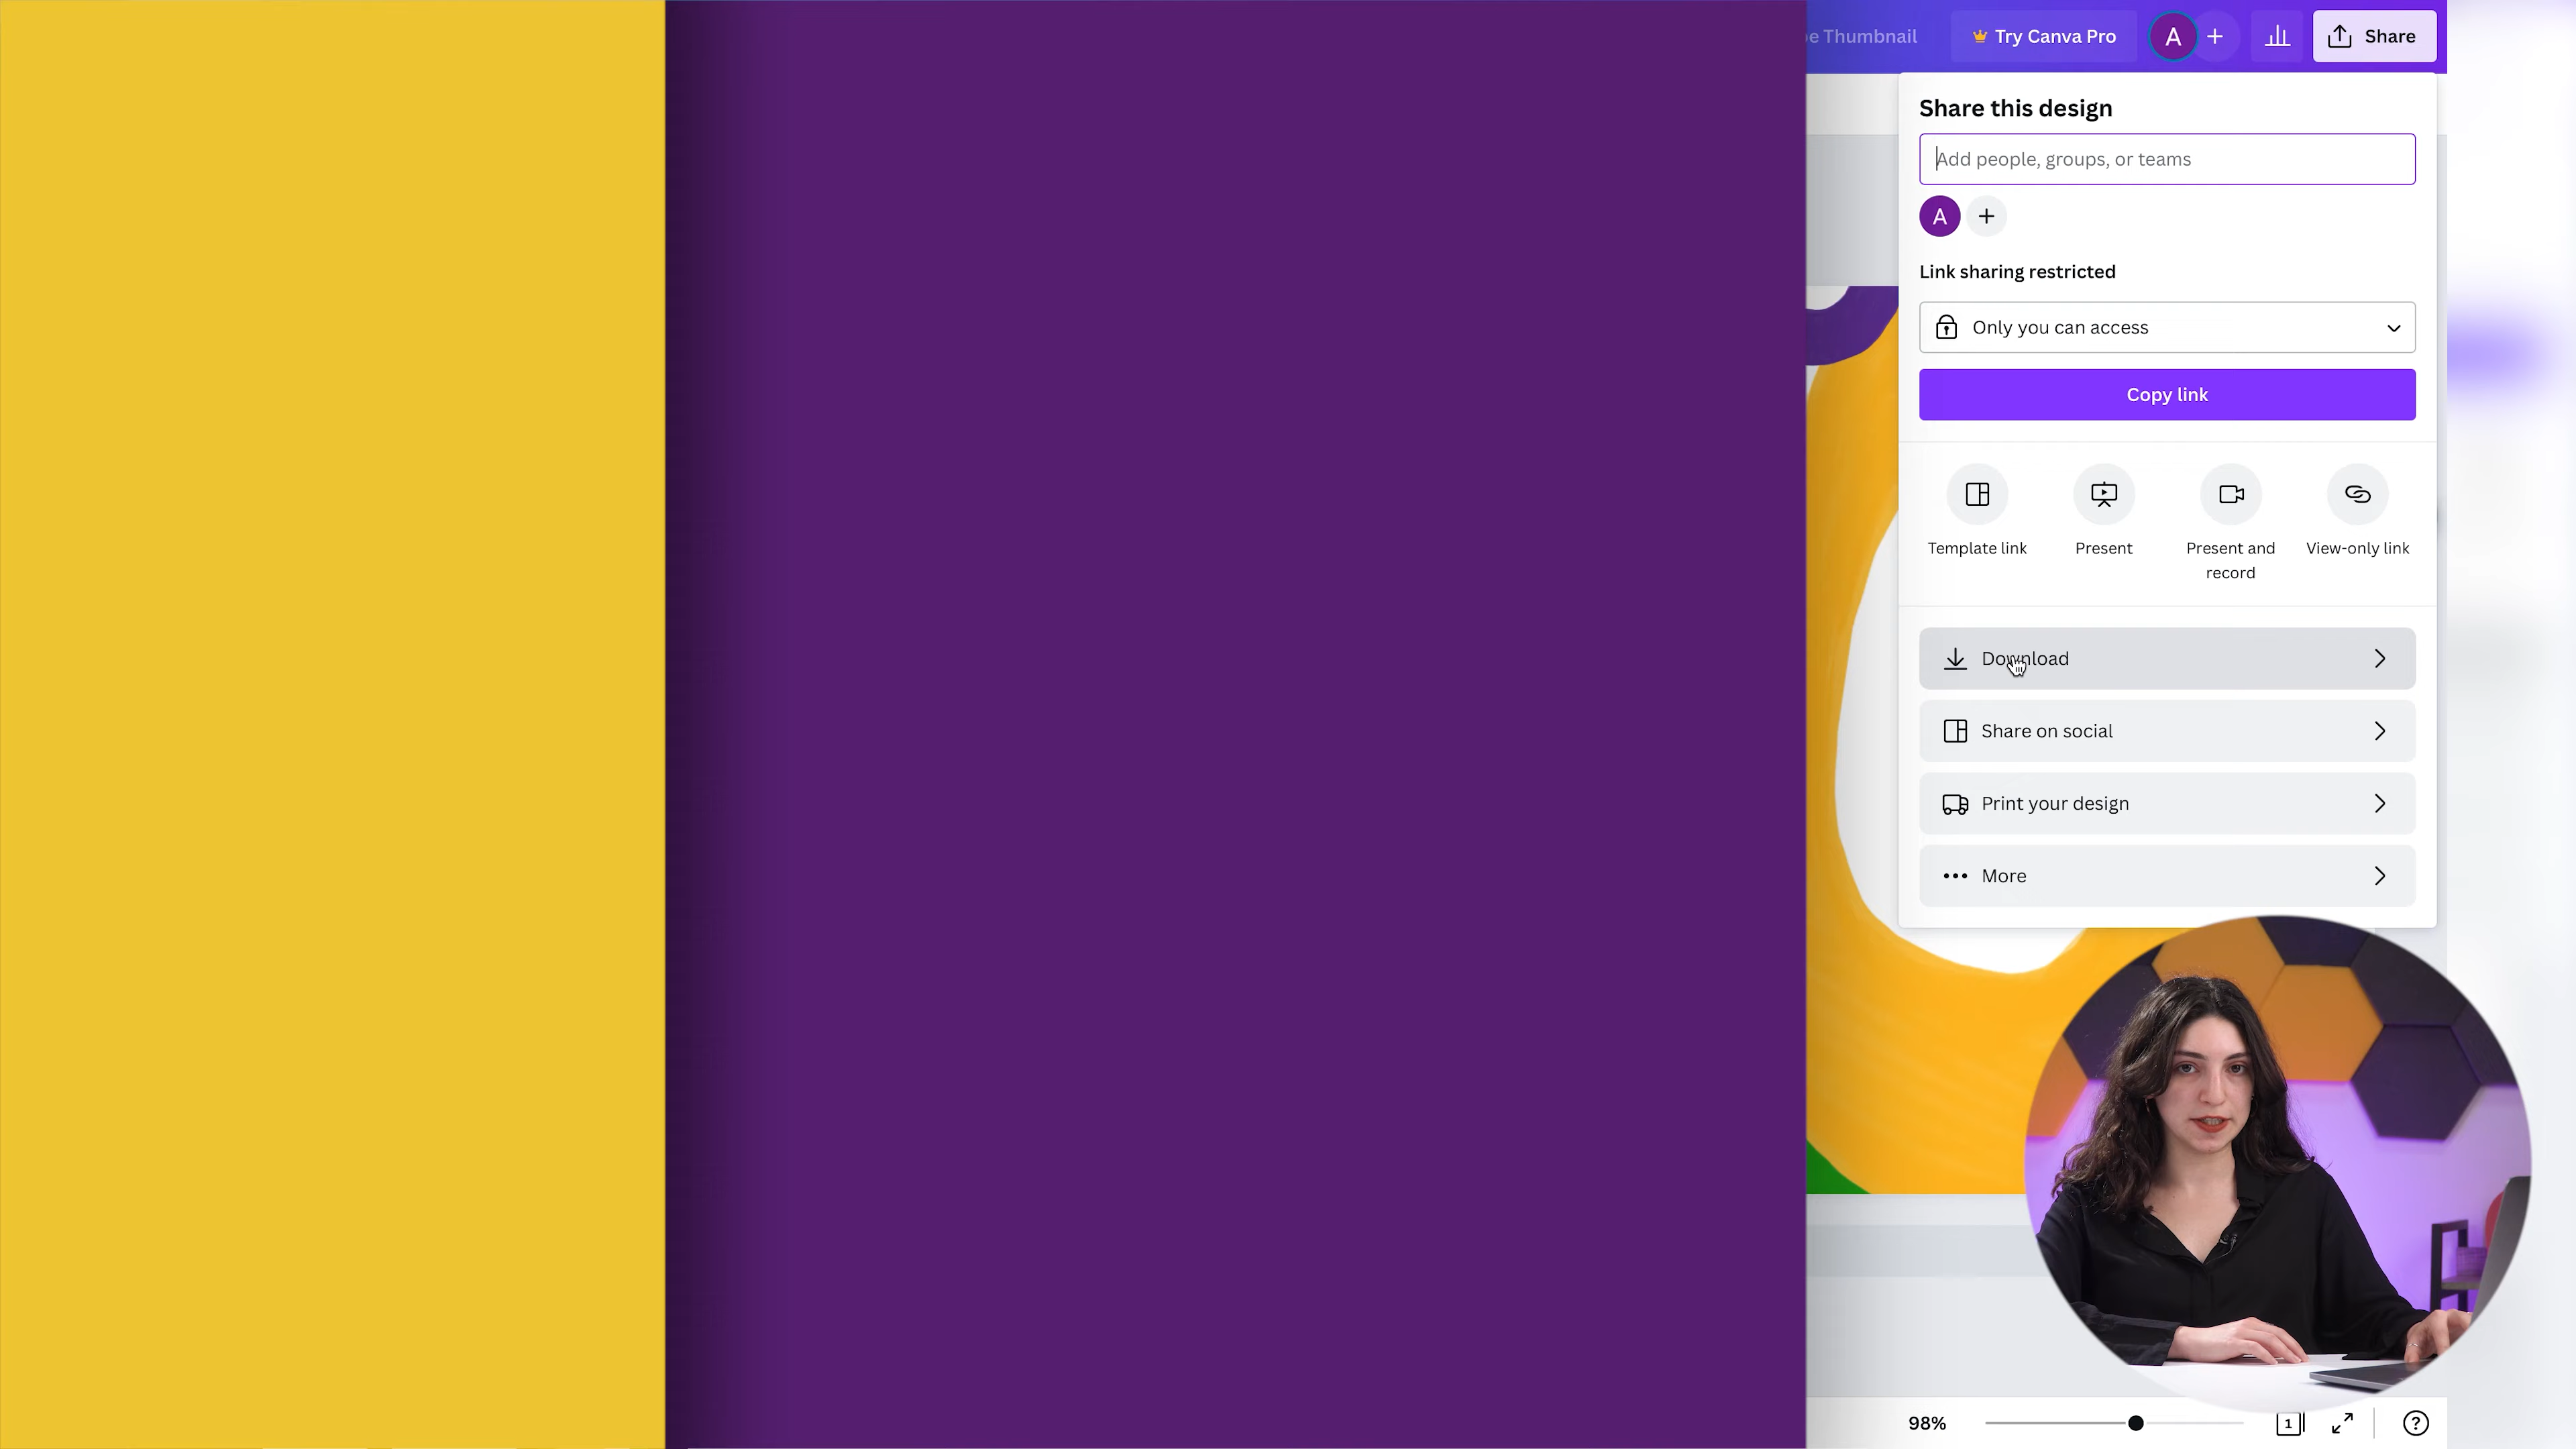 e Thumbnail
Try Canva Pro
A
Share
Share this design
Add people, groups, or teams
A
Link sharing restricted
Only you can access
Copy link
Template link
Present
Present and
record
View-only link
Download
Share on social
Print your design
More
98%
1